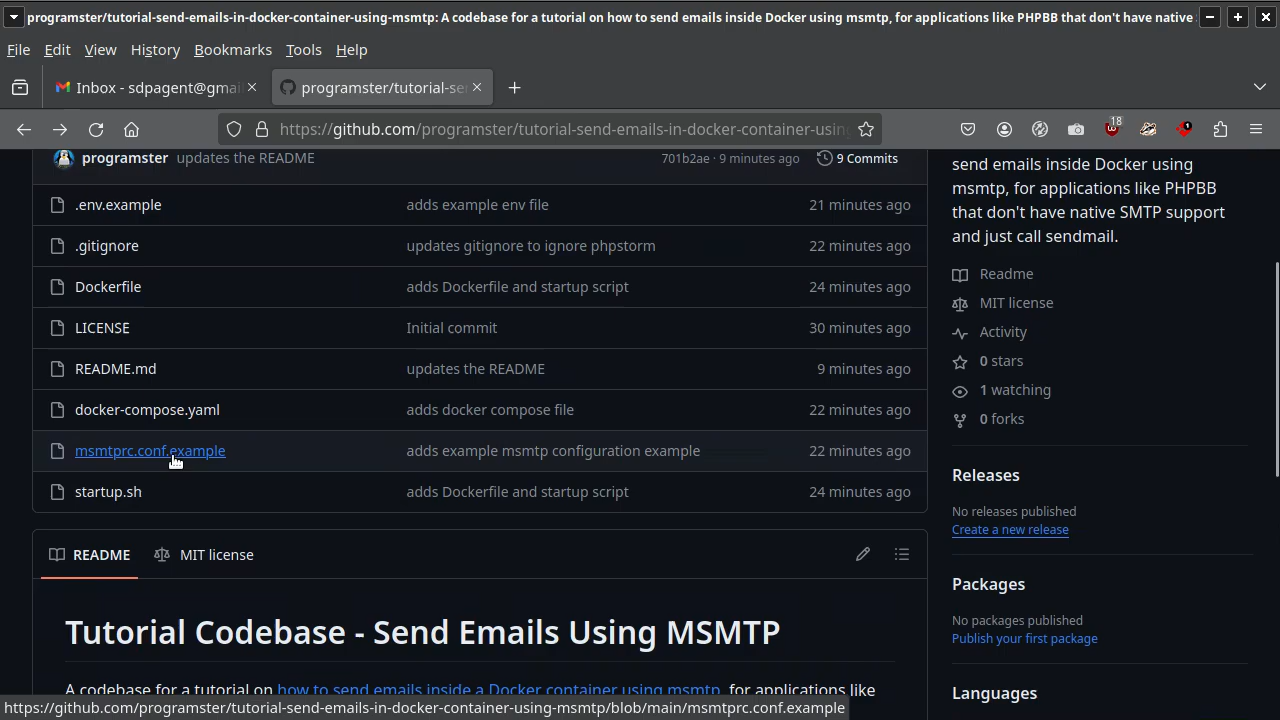 programster/tutorial-send-emails-in-docker-container-using-msmtp: A codebase for a tutorial on how to send emails inside Docker using msmtp, for applications like PHPBB that don't have native
File Edit View History Bookmarks Tools Help
Inbox - sdpagent@gmai
programster/tutorial-se
https://github.com/programster/tutorial-send-emails-in-docker-container-using
18
1
programster updates the README 701b2ae · 9 minutes ago 9 Commits
.env.example adds example env file 21 minutes ago
.gitignore updates gitignore to ignore phpstorm 22 minutes ago
Dockerfile adds Dockerfile and startup script 24 minutes ago
LICENSE Initial commit 30 minutes ago
README.md updates the README 9 minutes ago
docker-compose.yaml adds docker compose file 22 minutes ago
msmtprc.conf.example adds example msmtp configuration example 22 minutes ago
startup.sh adds Dockerfile and startup script 24 minutes ago
README MIT license
Tutorial Codebase - Send Emails Using MSMTP
A codebase for a tutorial on how to send emails inside a Docker container using msmtp, for applications like
send emails inside Docker using
msmtp, for applications like PHPBB
that don't have native SMTP support
and just call sendmail.
Readme
MIT license
Activity
0 stars
1 watching
0 forks
Releases
No releases published
Create a new release
Packages
No packages published
Publish your first package
Languages
https://github.com/programster/tutorial-send-emails-in-docker-container-using-msmtp/blob/main/msmtprc.conf.example